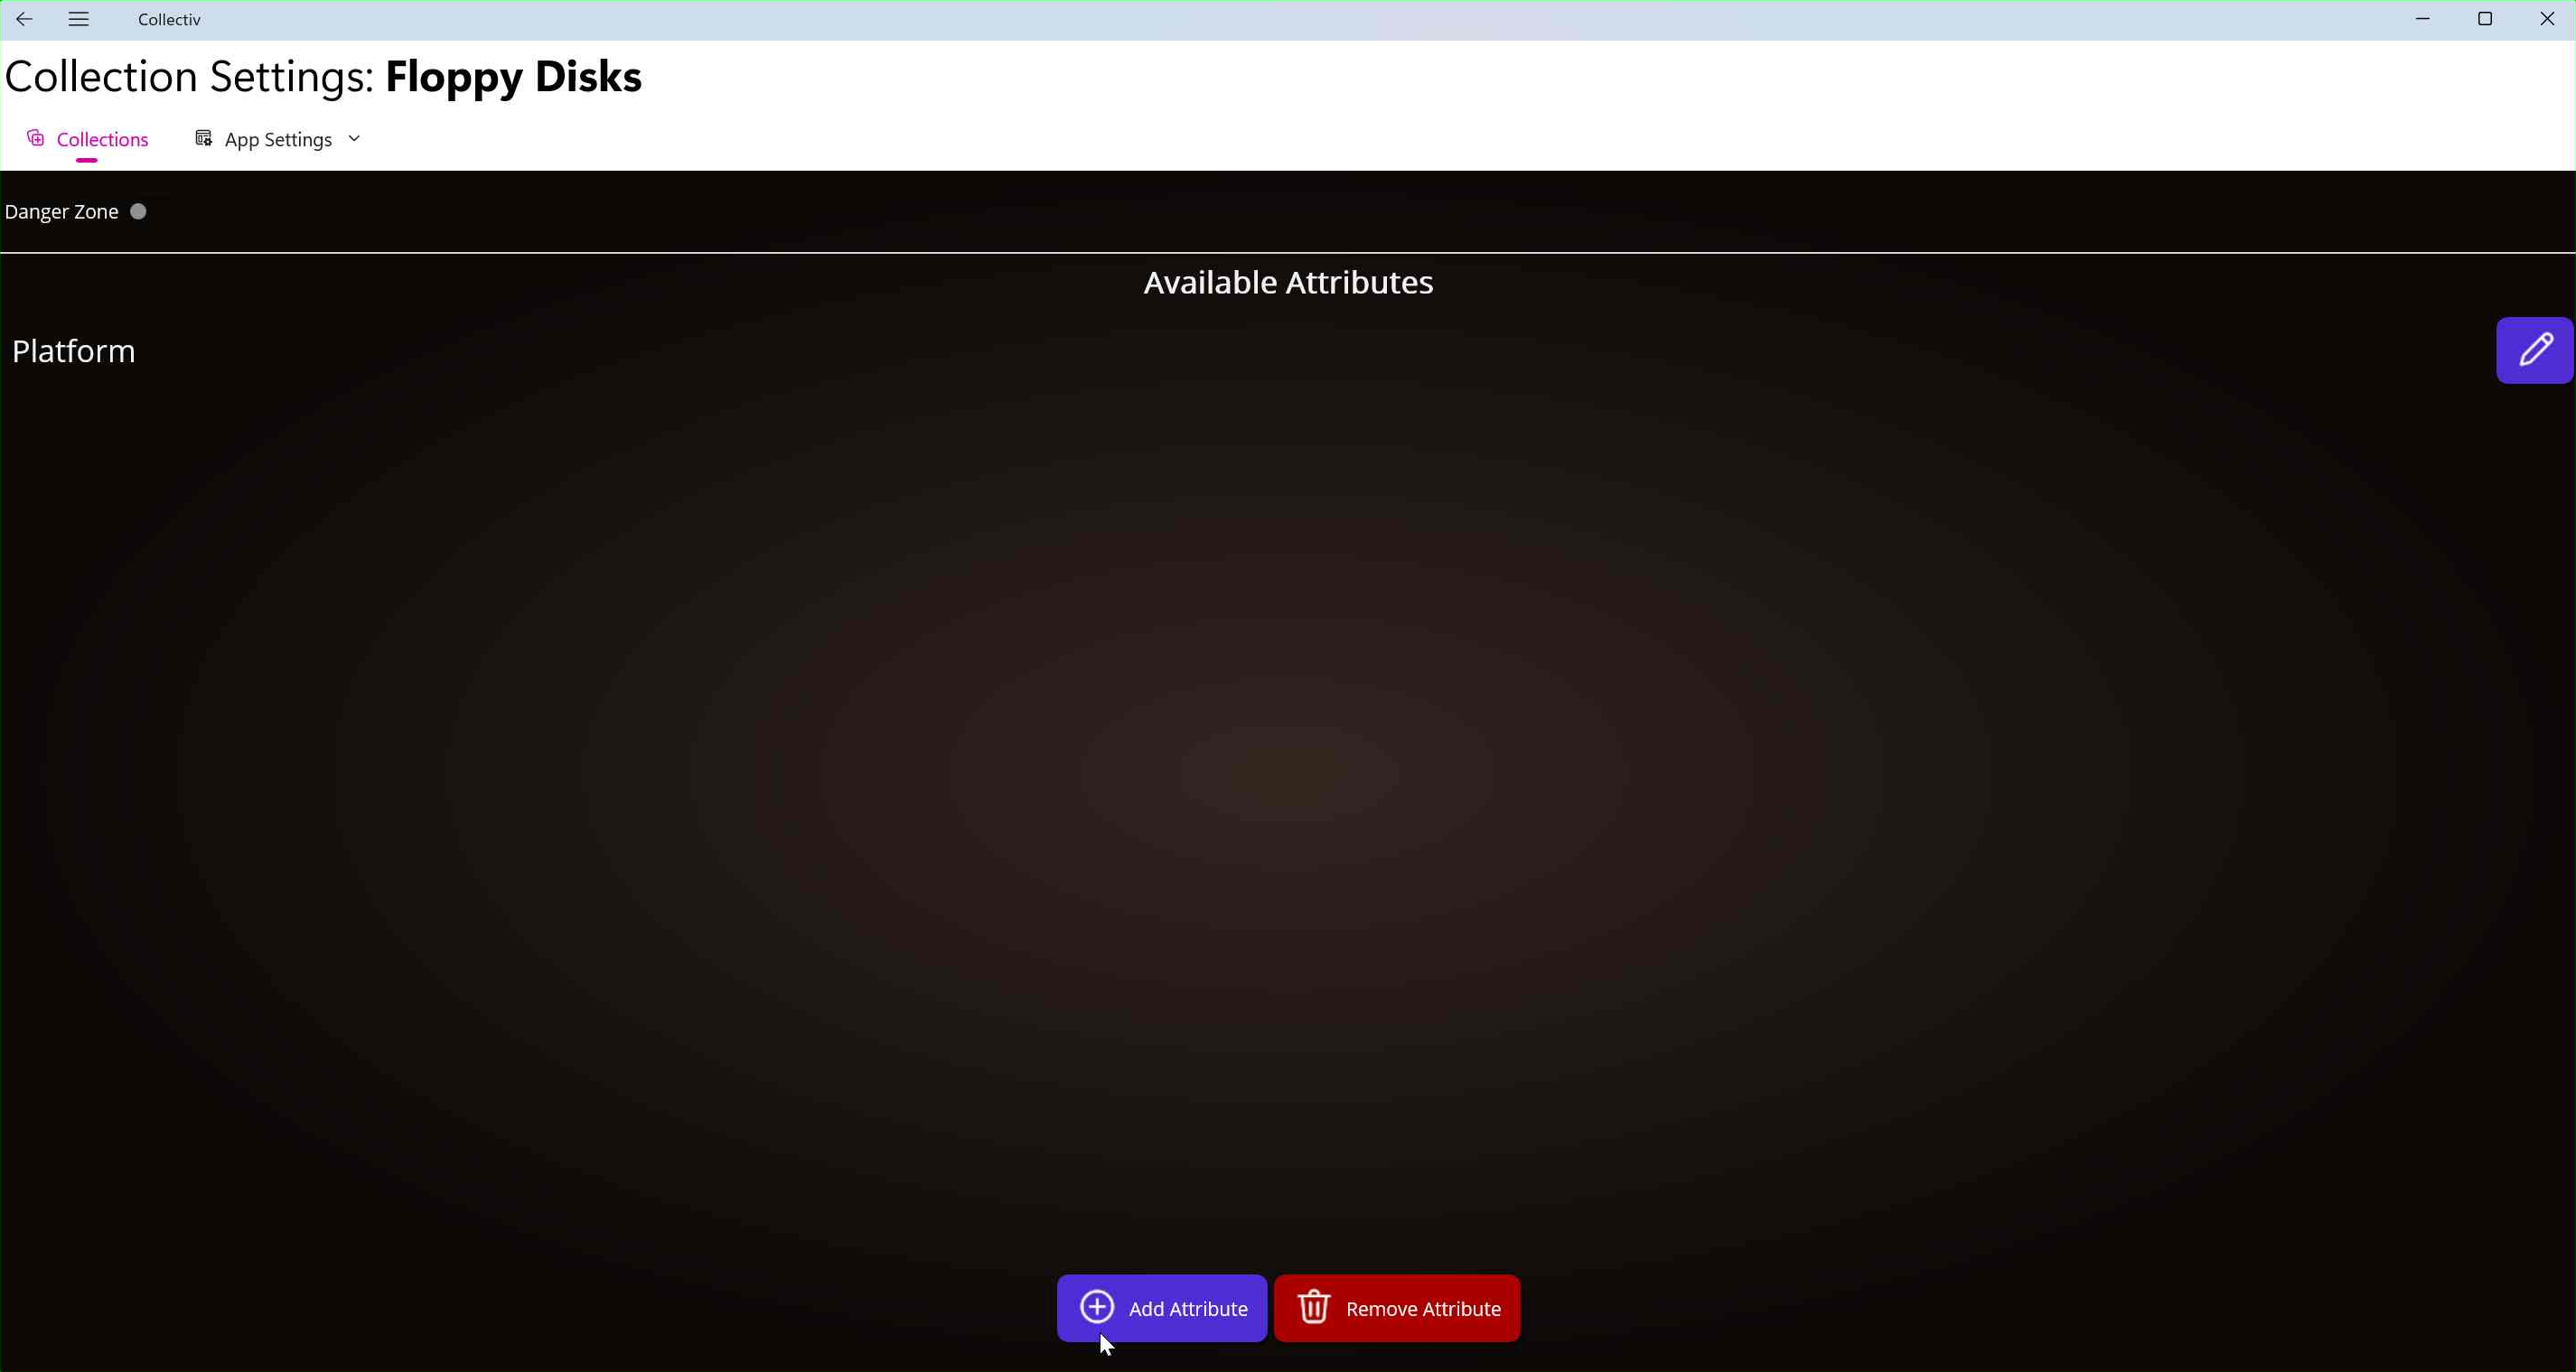 Collectiv
Collection Settings: Floppy Disks
Collections App Settings
Danger Zone
Available Attributes
Platform
Add Attribute Remove Attribute